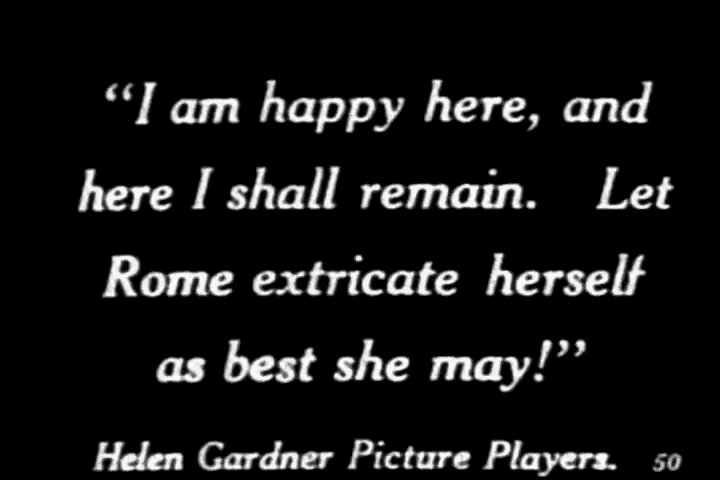 “I am happy here, and
here I shall remain. Let
Rome extricate herself
as best she may!”
Helen Gardner Picture Players. 50